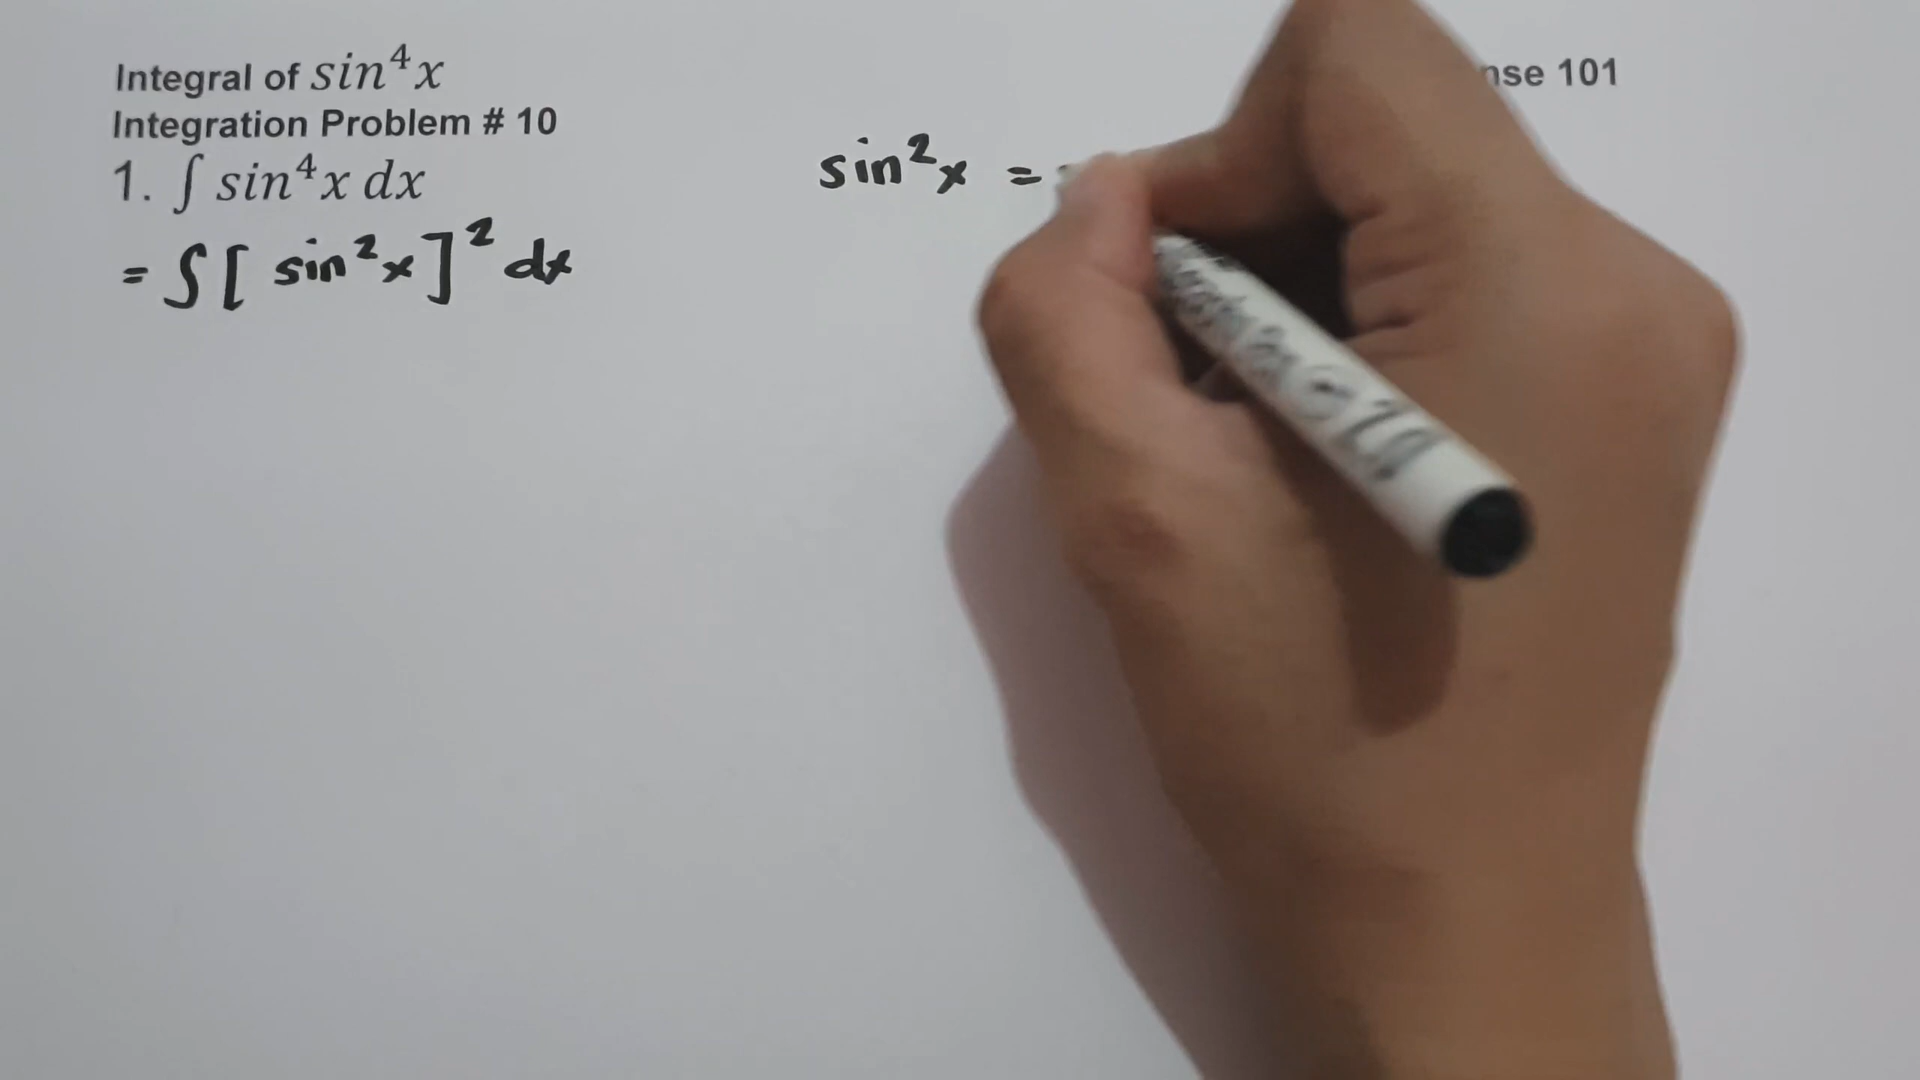 Integral of sin⁴x
nse 101
Integration Problem # 10
1. ∫ sin⁴x dx
sin²x =
= ∫ [ sin²x ]² dx